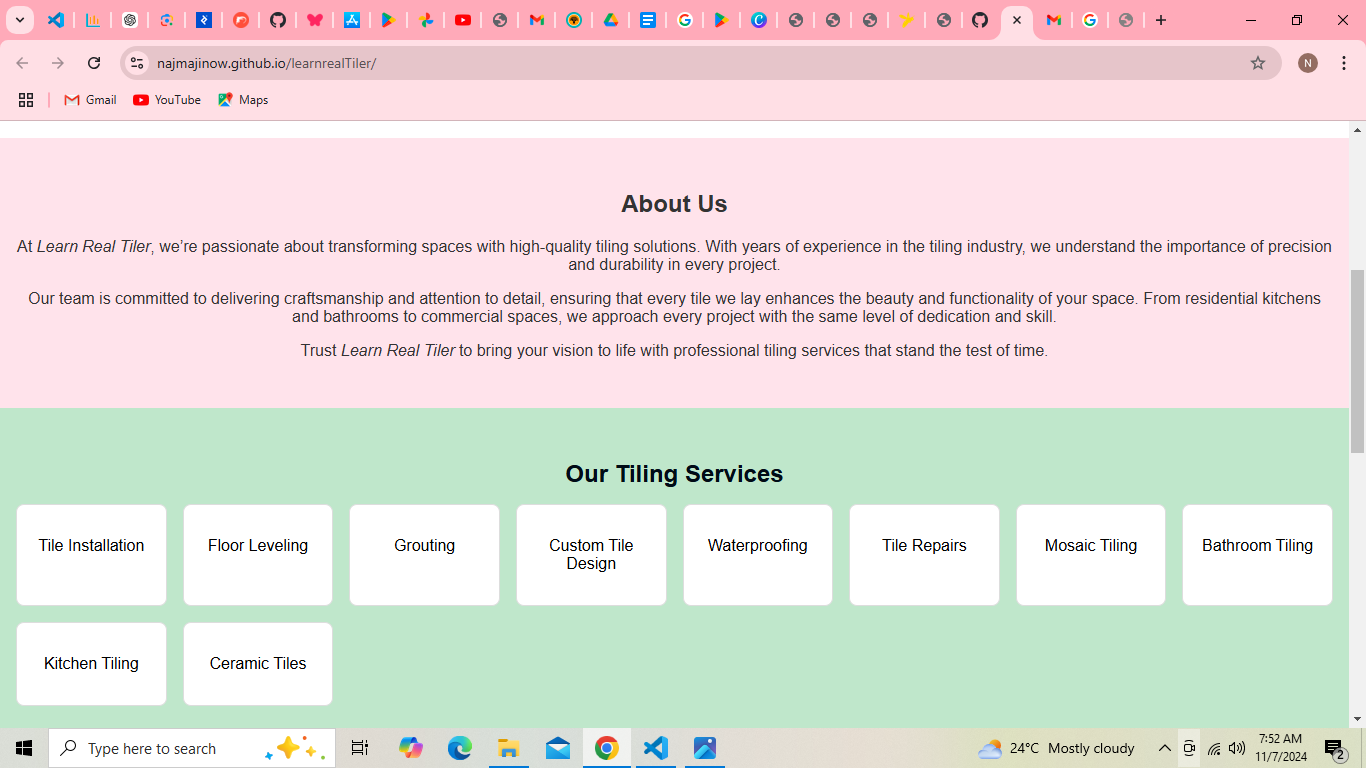 najmajinow.github.io/learnrealTiler/
N
Gmail
YouTube
Maps
About Us
At Learn Real Tiler, we’re passionate about transforming spaces with high-quality tiling solutions. With years of experience in the tiling industry, we understand the importance of precision
and durability in every project.
Our team is committed to delivering craftsmanship and attention to detail, ensuring that every tile we lay enhances the beauty and functionality of your space. From residential kitchens
and bathrooms to commercial spaces, we approach every project with the same level of dedication and skill.
Trust Learn Real Tiler to bring your vision to life with professional tiling services that stand the test of time.
Our Tiling Services
Tile Installation
Floor Leveling
Grouting
Custom Tile
Design
Waterproofing
Tile Repairs
Mosaic Tiling
Bathroom Tiling
Kitchen Tiling
Ceramic Tiles
Type here to search
24°C Mostly cloudy
7:52 AM
11/7/2024
2